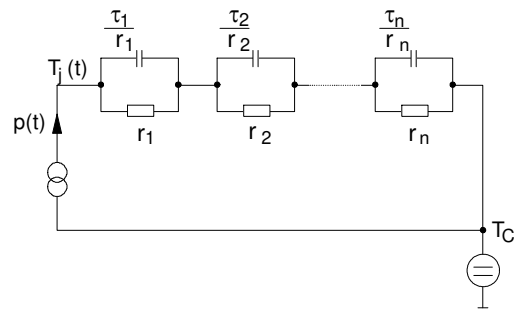 τ1 τ2 τn
r1 r2 rn
Tj (t)
p(t)
r1 r2 rn
TC